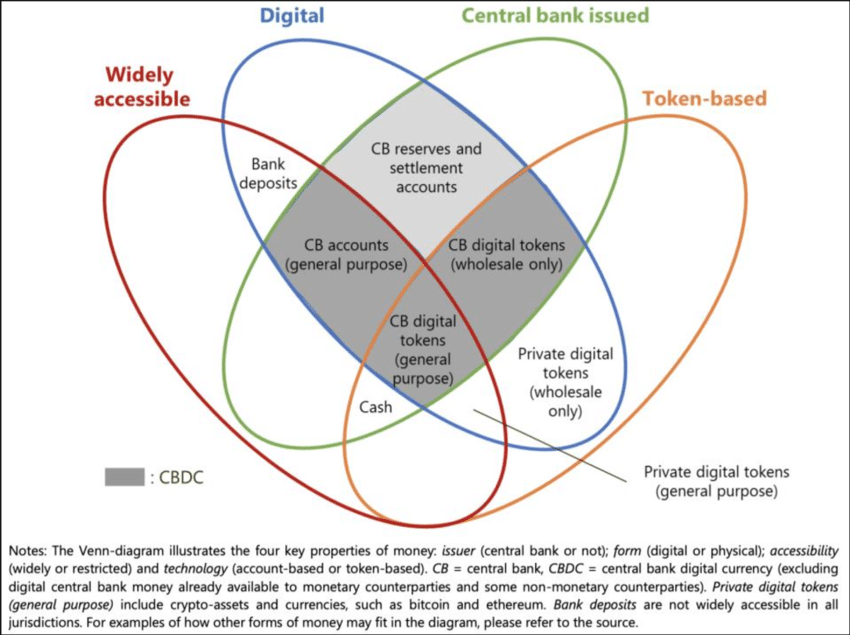 Digital
Central bank issued
Widely
accessible
Token-based
Bank
deposits
CB reserves and
settlement
accounts
CB accounts
(general purpose)
CB digital tokens
(wholesale only)
CB digital
tokens
(general
purpose)
Private digital
tokens
(wholesale
only)
Cash
Private digital tokens
(general purpose)
: CBDC
Notes: The Venn-diagram illustrates the four key properties of money: issuer (central bank or not); form (digital or physical); accessibility
(widely or restricted) and technology (account-based or token-based). CB = central bank, CBDC = central bank digital currency (excluding
digital central bank money already available to monetary counterparties and some non-monetary counterparties). Private digital tokens
(general purpose) include crypto-assets and currencies, such as bitcoin and ethereum. Bank deposits are not widely accessible in all
jurisdictions. For examples of how other forms of money may fit in the diagram, please refer to the source.